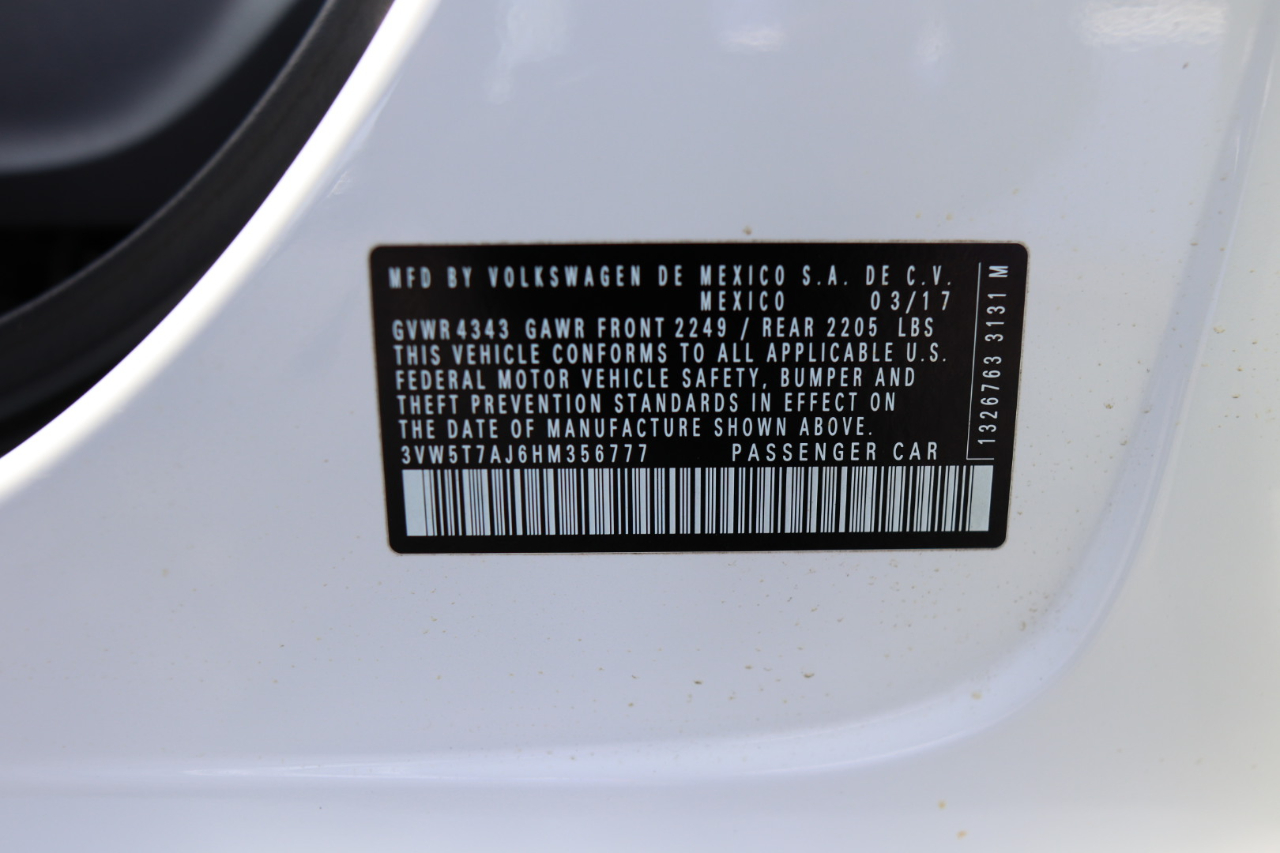 MFD BY VOLKSWAGEN DE MEXICO S.A. DE C.V.
MEXICO 03/17
GVWR 4343 GAWR FRONT 2249 / REAR 2205 LBS
THIS VEHICLE CONFORMS TO ALL APPLICABLE U.S.
FEDERAL MOTOR VEHICLE SAFETY, BUMPER AND
THEFT PREVENTION STANDARDS IN EFFECT ON
THE DATE OF MANUFACTURE SHOWN ABOVE.
3VW5T7AJ6HM356777 PASSENGER CAR
1326763 3131 M